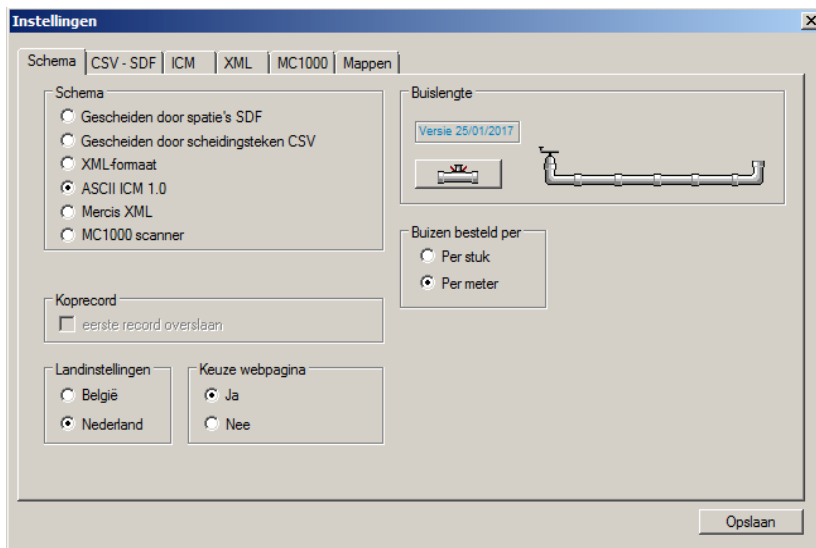 Instellingen
Schema CSV - SDF ICM XML MC1000 Mappen
Schema
Gescheiden door spatie's SDF
Gescheiden door scheidingsteken CSV
XML-formaat
ASCII ICM 1.0
Mercis XML
MC1000 scanner
Buislengte
Versie 25/01/2017
Buizen besteld per
Per stuk
Per meter
Koprecord
eerste record overslaan
Landinstellingen
België
Nederland
Keuze webpagina
Ja
Nee
Opslaan